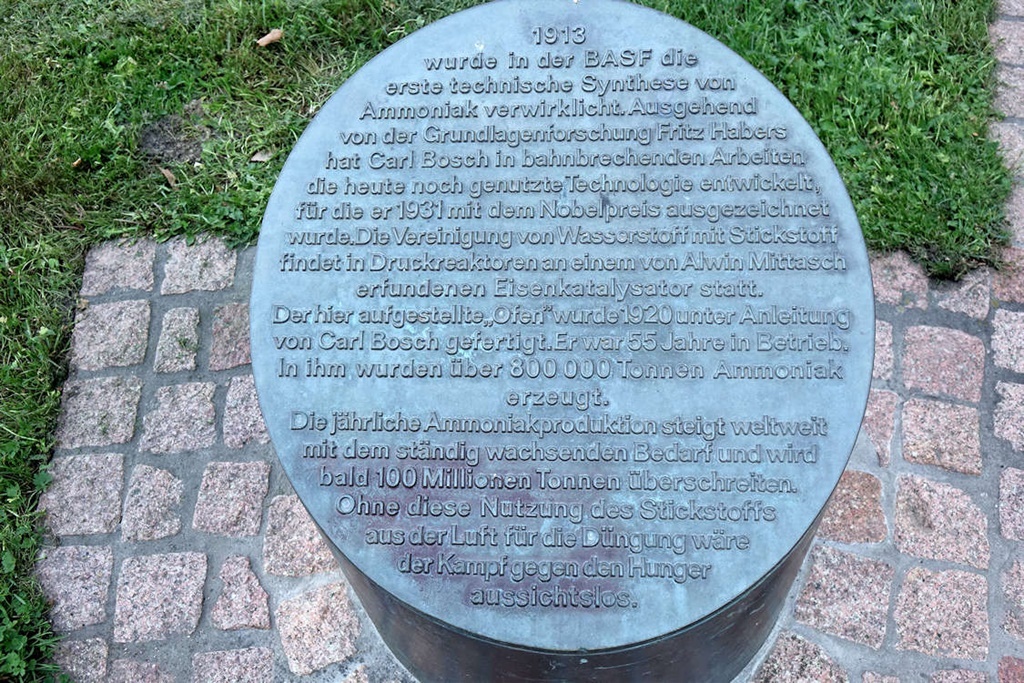 1913
wurde in der BASF die
erste technische Synthese von
Ammoniak verwirklicht. Ausgehend
von der Grundlagenforschung Fritz Habers
hat Carl Bosch in bahnbrechenden Arbeiten
die heute noch genutzte Technologie entwickelt,
für die er 1931 mit dem Nobelpreis ausgezeichnet
wurde. Die Vereinigung von Wasserstoff mit Stickstoff
findet in Druckreaktoren an einem von Alwin Mittasch
erfundenen Eisenkatalysator statt.
Der hier aufgestellte „Ofen" wurde 1920 unter Anleitung
von Carl Bosch gefertigt. Er war 55 Jahre in Betrieb.
In ihm wurden über 800 000 Tonnen Ammoniak
erzeugt.
Die jährliche Ammoniakproduktion steigt weltweit
mit dem ständig wachsenden Bedarf und wird
bald 100 Millionen Tonnen überschreiten.
Ohne diese Nutzung des Stickstoffs
aus der Luft für die Düngung wäre
der Kampf gegen den Hunger
aussichtslos.